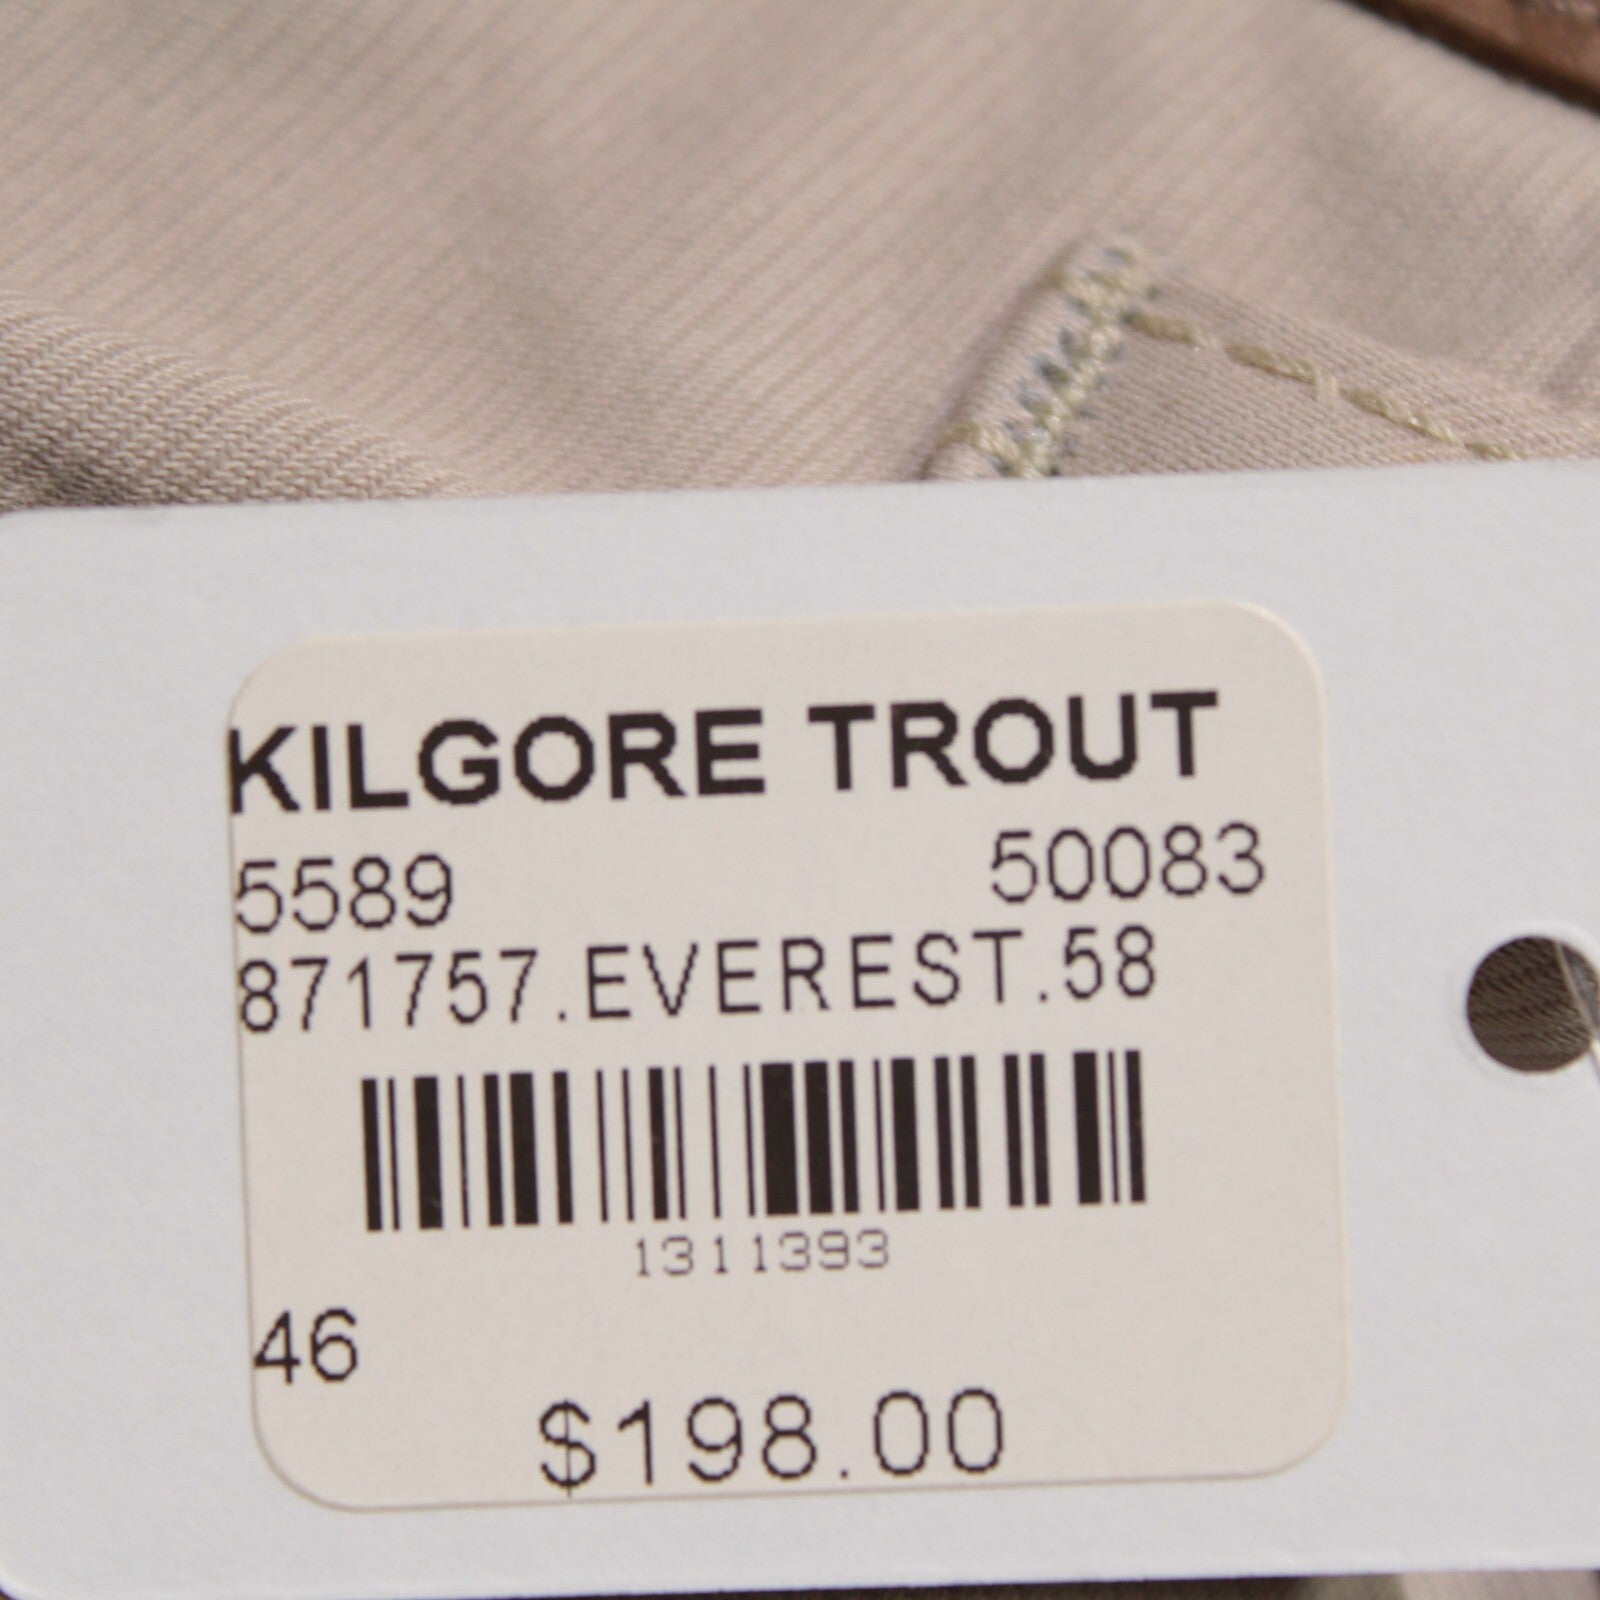 KILGORE TROUT
5589 50083
871757.EVEREST.58
1311393
46
$198.00